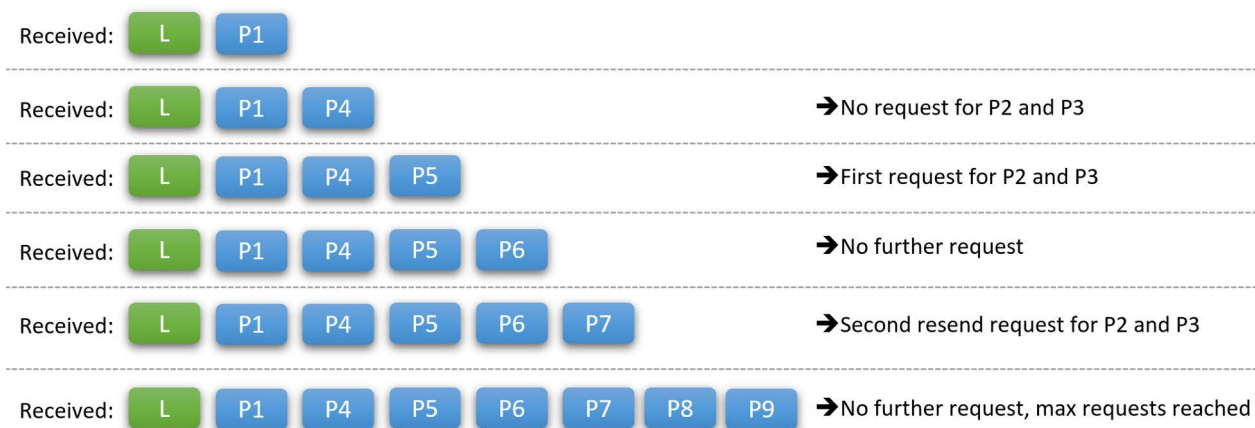 Received: L P1
Received: L P1 P4 ➔No request for P2 and P3
Received: L P1 P4 P5 ➔First request for P2 and P3
Received: L P1 P4 P5 P6 ➔No further request
Received: L P1 P4 P5 P6 P7 ➔Second resend request for P2 and P3
Received: L P1 P4 P5 P6 P7 P8 P9 ➔No further request, max requests reached